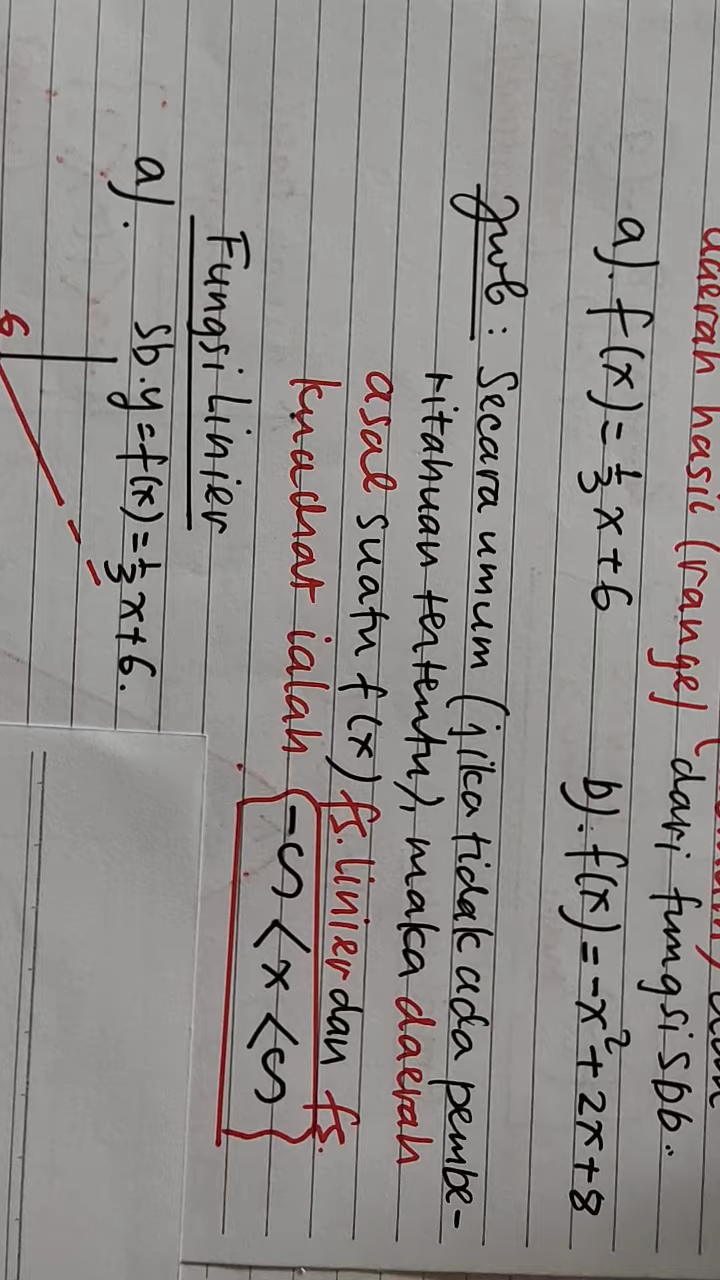 daerah hasil (range) dari fungsi sbb.
a). f(x) = 1/3 x + 6 b). f(x) = -x² + 2x + 8
Jwb : Secara umum (jika tidak ada pembe-
ritahuan tertentu), maka daerah
asal suatu f(x) fs. linier dan fs.
kuadrat ialah {-∞ < x < ∞}
Fungsi Linier
a). sb. y = f(x) = 1/3 x + 6.
6